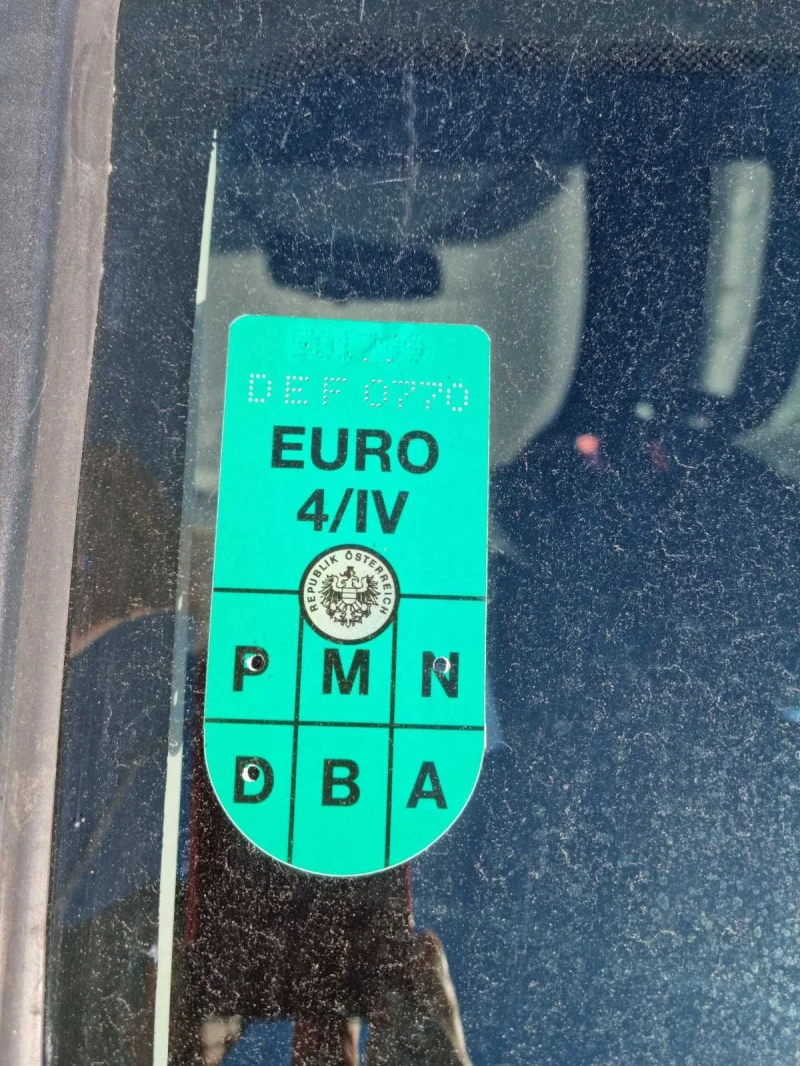 DEF 0770
EURO
4/IV
REPUBLIK ÖSTERREICH
P M N
D B A